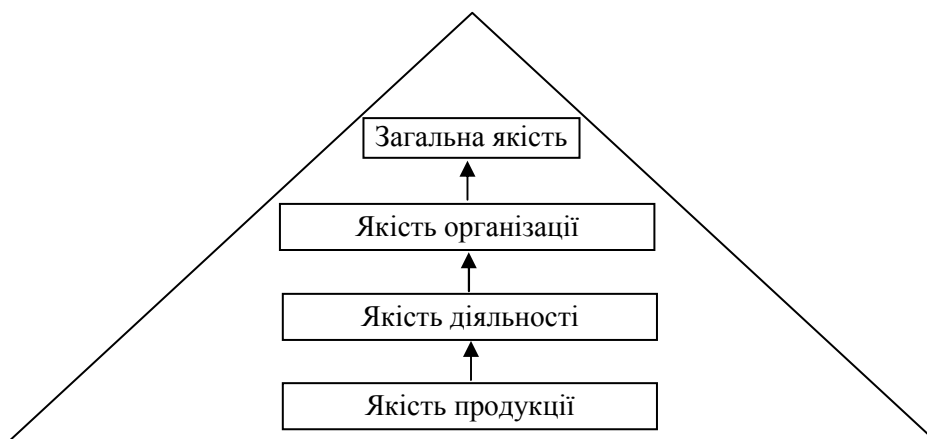 Загальна якість
Якість організації
Якість діяльності
Якість продукції